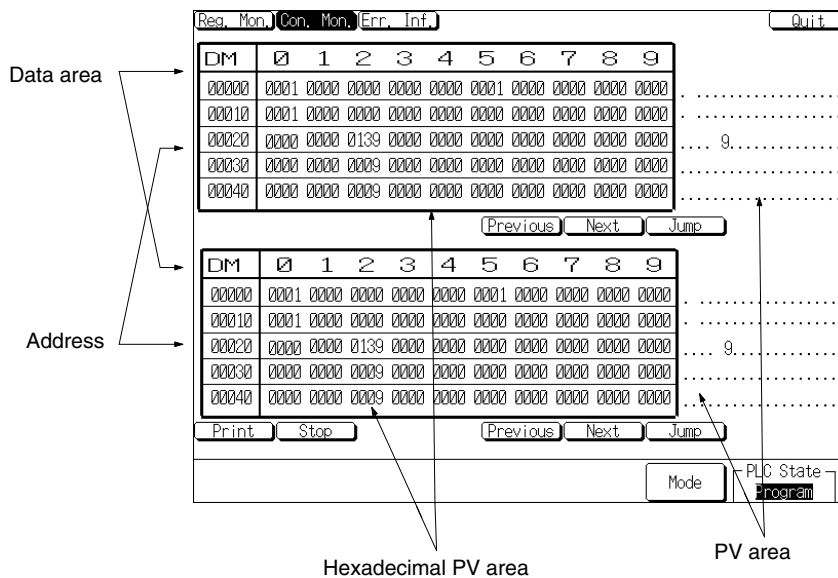 Reg. Mon. Con. Mon. Err. Inf. Quit
Data area
DM 0 1 2 3 4 5 6 7 8 9
00000 0001 0000 0000 0000 0000 0001 0000 0000 0000 0000 . ..................
00010 0001 0000 0000 0000 0000 0000 0000 0000 0000 0000 . ..................
00020 0000 0000 0139 0000 0000 0000 0000 0000 0000 0000 .... 9..............
00030 0000 0000 0009 0000 0000 0000 0000 0000 0000 0000 ....................
00040 0000 0000 0009 0000 0000 0000 0000 0000 0000 0000 ....................
Previous Next Jump
Address
DM 0 1 2 3 4 5 6 7 8 9
00000 0001 0000 0000 0000 0000 0001 0000 0000 0000 0000 . ..................
00010 0001 0000 0000 0000 0000 0000 0000 0000 0000 0000 . ..................
00020 0000 0000 0139 0000 0000 0000 0000 0000 0000 0000 .... 9..............
00030 0000 0000 0009 0000 0000 0000 0000 0000 0000 0000 ....................
00040 0000 0000 0009 0000 0000 0000 0000 0000 0000 0000 ....................
Print Stop Previous Next Jump
Mode
PLC State
Program
Hexadecimal PV area
PV area